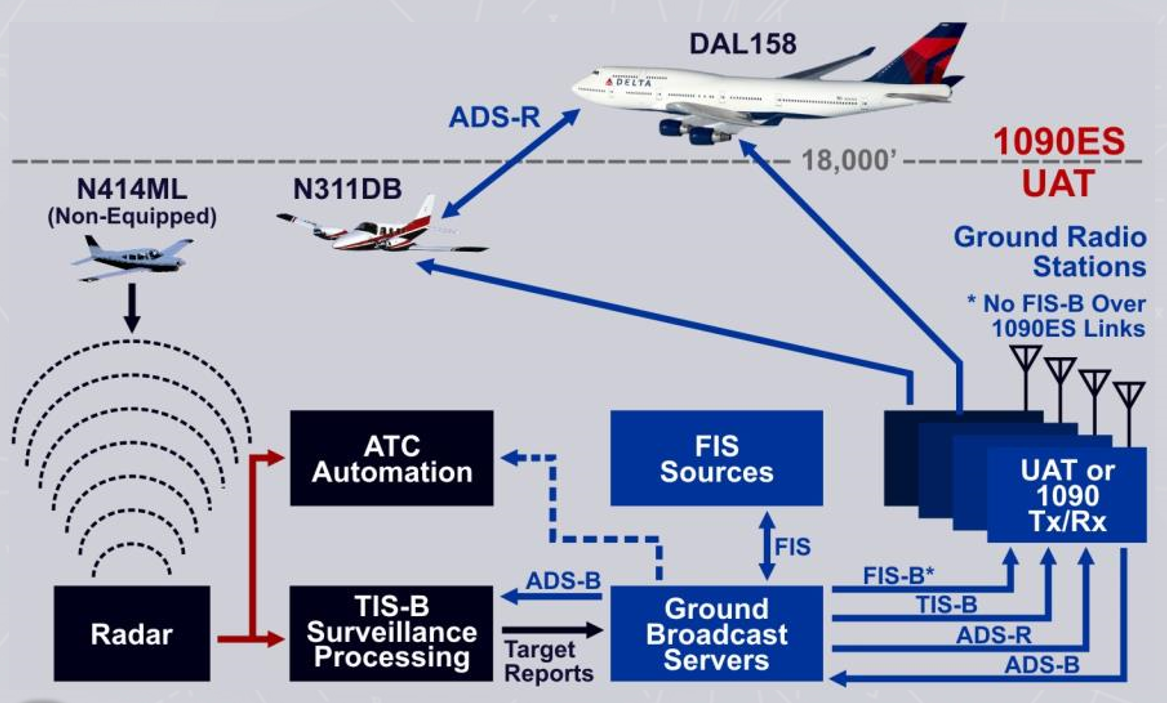 DAL158
DELTA
ADS-R
1090ES
18,000’
UAT
N414ML
(Non-Equipped)
N311DB
Ground Radio
Stations
* No FIS-B Over
1090ES Links
ATC
Automation
FIS
Sources
UAT or
1090
Tx/Rx
FIS
Radar
TIS-B
Surveillance
Processing
ADS-B
Target
Reports
Ground
Broadcast
Servers
FIS-B*
TIS-B
ADS-R
ADS-B